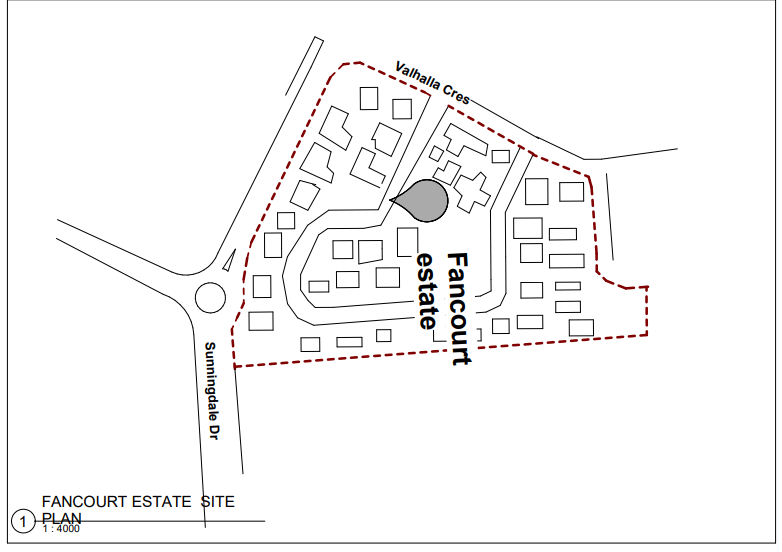 Valhalla Cres
Fancourt
estate
Sunningdale Dr
FANCOURT ESTATE SITE
PLAN
1
1 : 4000